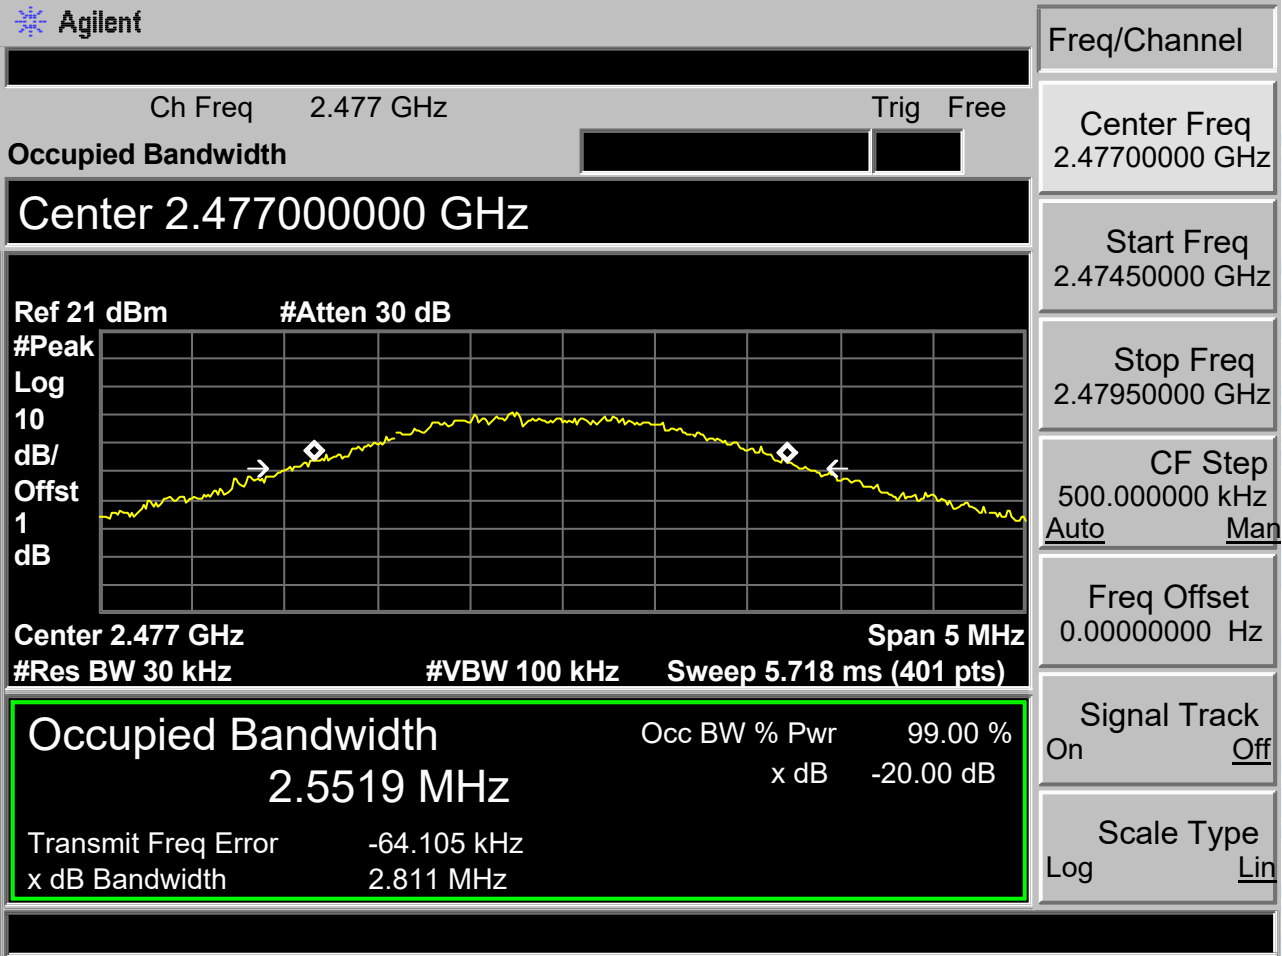 Agilent
Freq/Channel
Ch Freq 2.477 GHz Trig Free
Occupied Bandwidth
Center 2.477000000 GHz
Ref 21 dBm #Atten 30 dB
#Peak
Log
10
dB/
Offst
1
dB
Center 2.477 GHz Span 5 MHz
#Res BW 30 kHz #VBW 100 kHz Sweep 5.718 ms (401 pts)
Occupied Bandwidth
2.5519 MHz
Occ BW % Pwr 99.00 %
x dB -20.00 dB
Transmit Freq Error -64.105 kHz
x dB Bandwidth 2.811 MHz
Center Freq
2.47700000 GHz
Start Freq
2.47450000 GHz
Stop Freq
2.47950000 GHz
CF Step
500.000000 kHz
Auto Man
Freq Offset
0.00000000 Hz
Signal Track
On Off
Scale Type
Log Lin